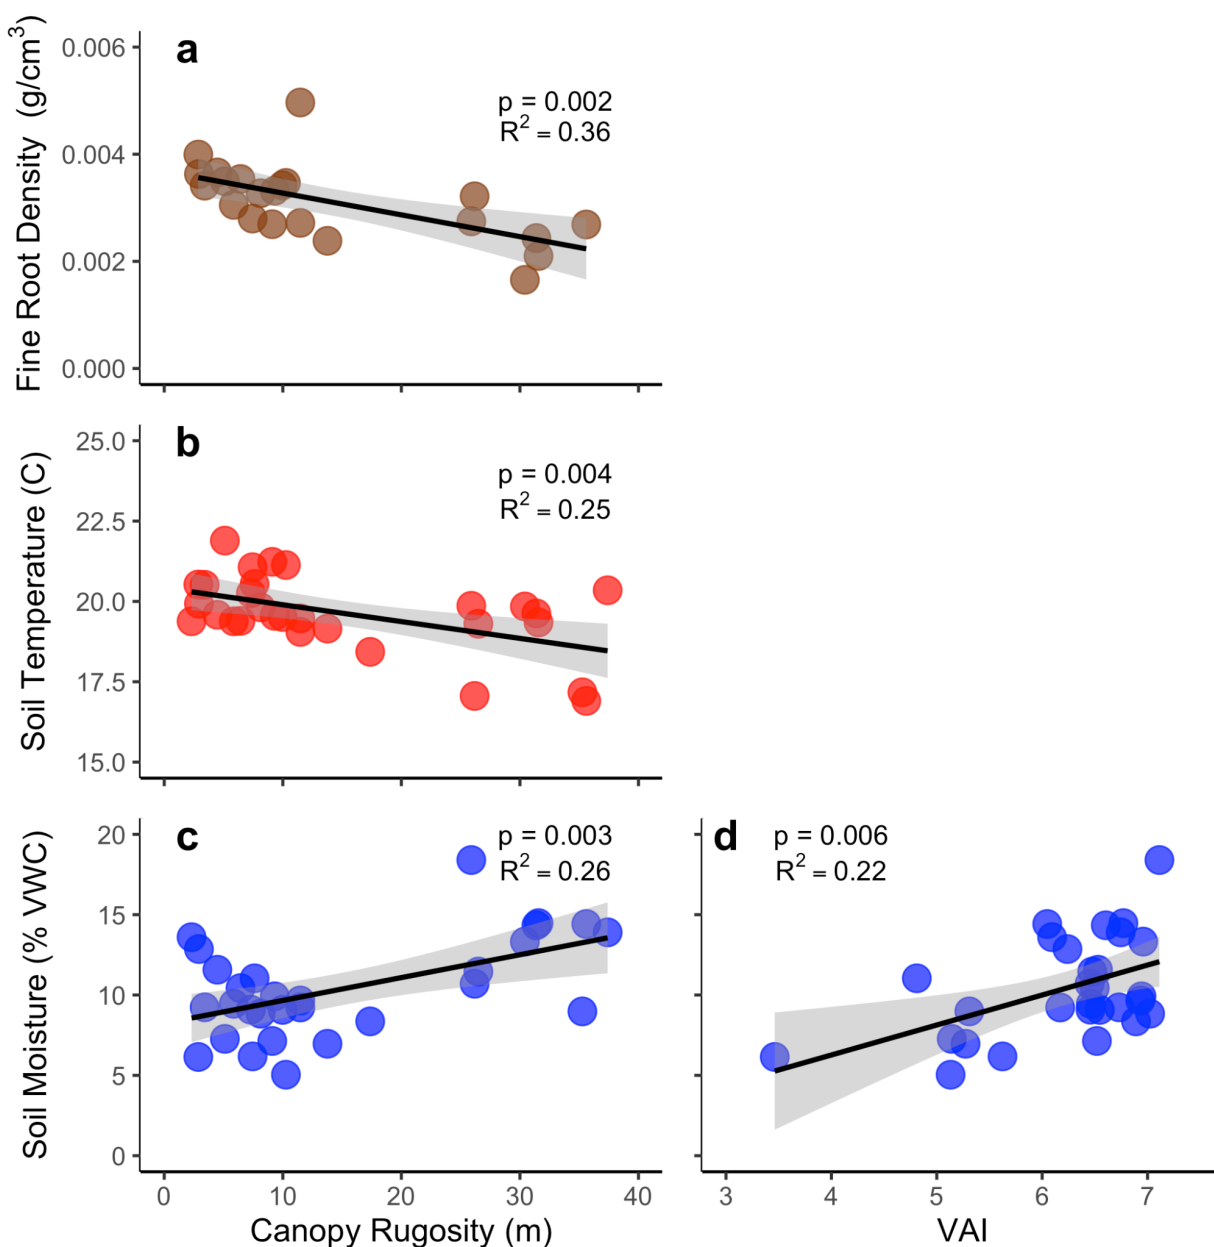 a
Fine Root Density (g/cm³)
0.006
0.004
0.002
0.000
p = 0.002
R² = 0.36
b
Soil Temperature (C)
25.0
22.5
20.0
17.5
15.0
p = 0.004
R² = 0.25
c
Soil Moisture (% VWC)
20
15
10
5
0
p = 0.003
R² = 0.26
0 10 20 30 40
Canopy Rugosity (m)
d
p = 0.006
R² = 0.22
3 4 5 6 7
VAI